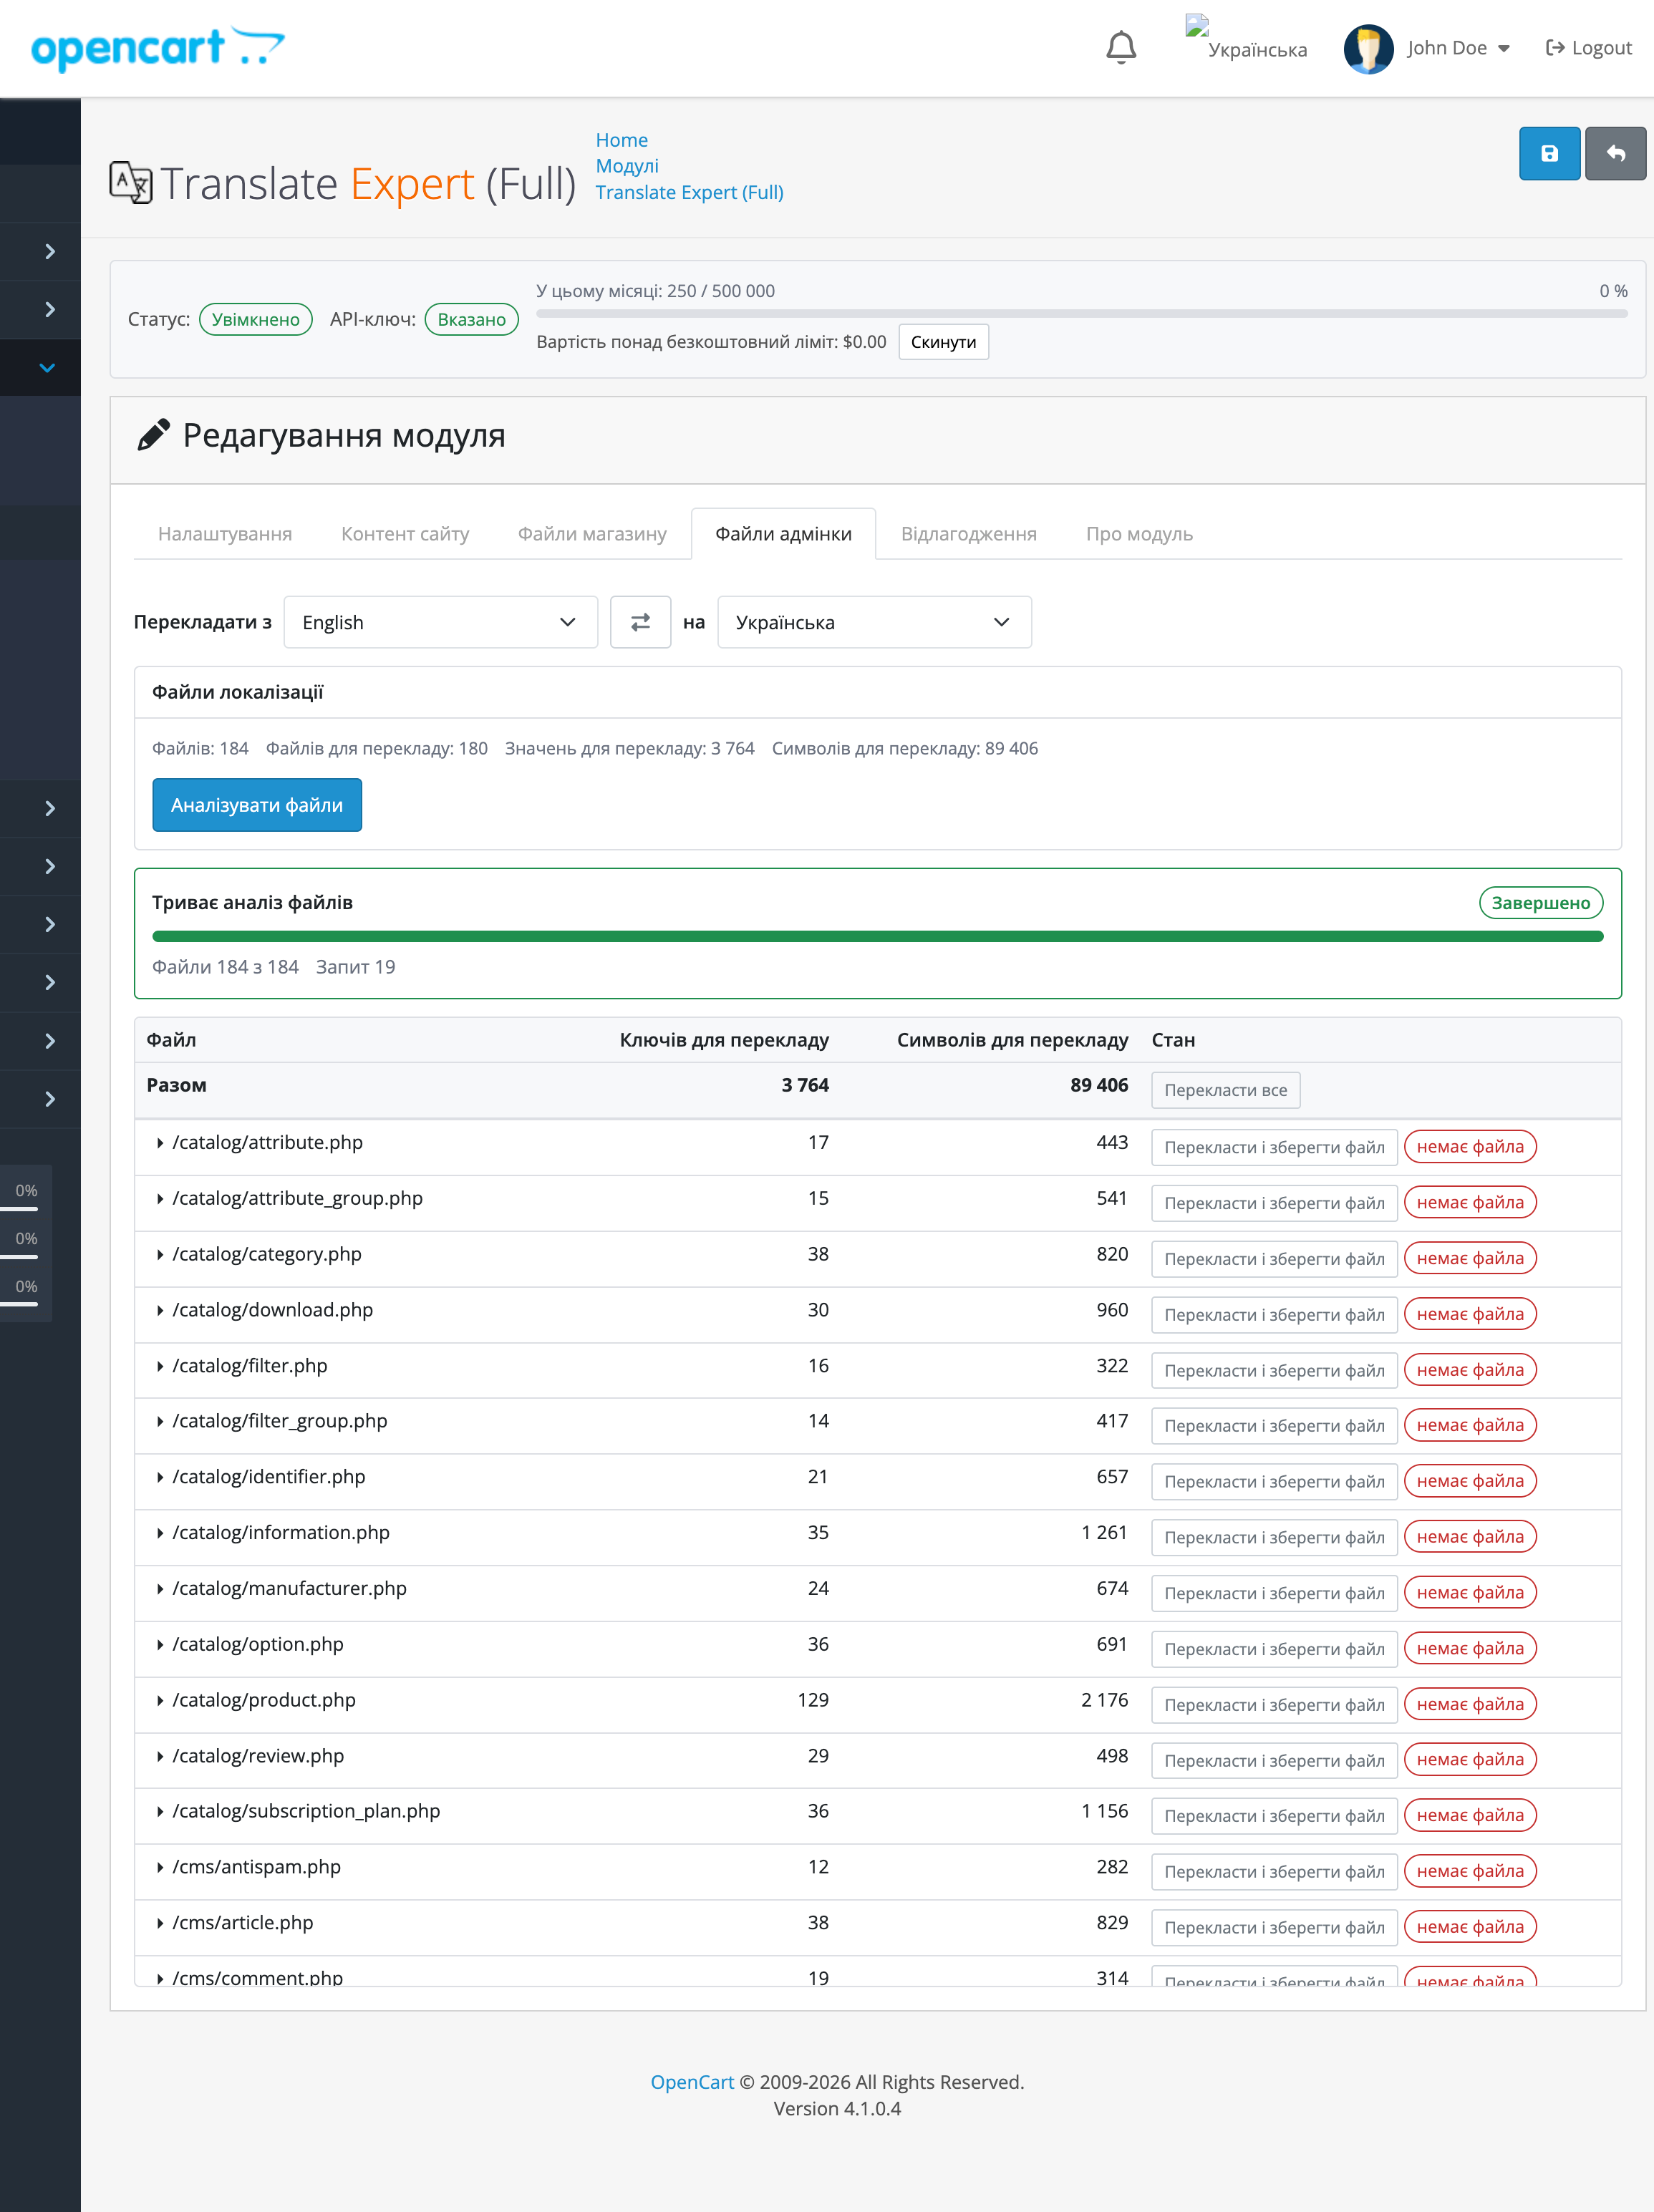 opencart
Українська
John Doe
Logout
Translate Expert (Full)
Home
Модулі
Translate Expert (Full)
Статус: Увімкнено API-ключ: Вказано
У цьому місяці: 250 / 500 000 0 %
Вартість понад безкоштовний ліміт: $0.00 Скинути
Редагування модуля
Налаштування Контент сайту Файли магазину Файли адмінки Відлагодження Про модуль
Перекладати з English на Українська
Файли локалізації
Файлів: 184 Файлів для перекладу: 180 Значень для перекладу: 3 764 Символів для перекладу: 89 406
Аналізувати файли
Триває аналіз файлів Завершено
Файли 184 з 184 Запит 19
Файл Ключів для перекладу Символів для перекладу Стан
Разом 3 764 89 406 Перекласти все
/catalog/attribute.php 17 443 Перекласти і зберегти файл немає файла
/catalog/attribute_group.php 15 541 Перекласти і зберегти файл немає файла
/catalog/category.php 38 820 Перекласти і зберегти файл немає файла
/catalog/download.php 30 960 Перекласти і зберегти файл немає файла
/catalog/filter.php 16 322 Перекласти і зберегти файл немає файла
/catalog/filter_group.php 14 417 Перекласти і зберегти файл немає файла
/catalog/identifier.php 21 657 Перекласти і зберегти файл немає файла
/catalog/information.php 35 1 261 Перекласти і зберегти файл немає файла
/catalog/manufacturer.php 24 674 Перекласти і зберегти файл немає файла
/catalog/option.php 36 691 Перекласти і зберегти файл немає файла
/catalog/product.php 129 2 176 Перекласти і зберегти файл немає файла
/catalog/review.php 29 498 Перекласти і зберегти файл немає файла
/catalog/subscription_plan.php 36 1 156 Перекласти і зберегти файл немає файла
/cms/antispam.php 12 282 Перекласти і зберегти файл немає файла
/cms/article.php 38 829 Перекласти і зберегти файл немає файла
/cms/comment.php 19 314 Перекласти і зберегти файл немає файла
0%
0%
0%
OpenCart © 2009-2026 All Rights Reserved.
Version 4.1.0.4